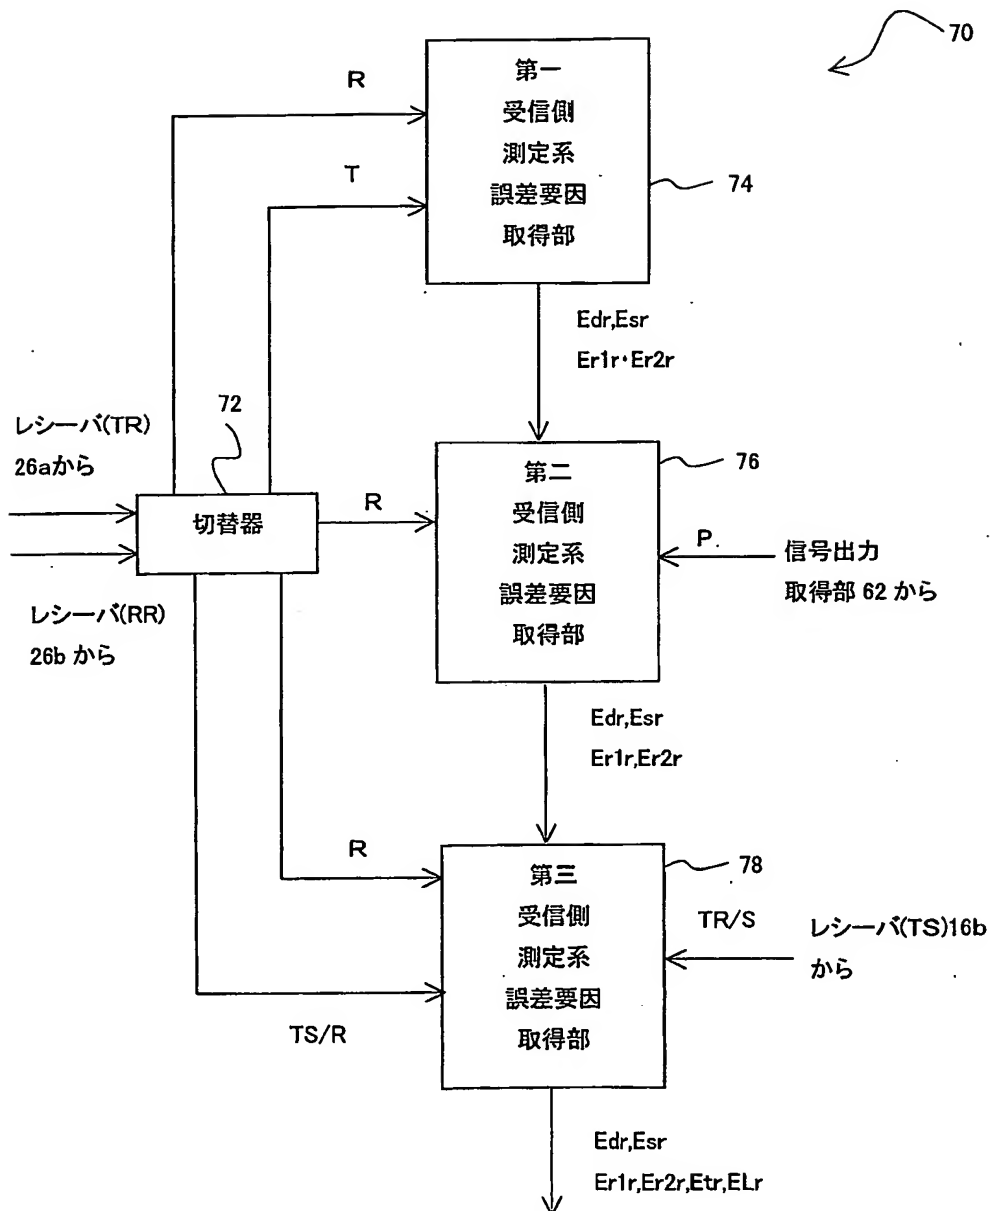 70
第一
受信側
測定系
誤差要因
取得部
R
T
74
Edr,Esr
Er1r・Er2r
72
レシーバ(TR)
26aから
切替器
レシーバ(RR)
26b から
R
第二
受信側
測定系
誤差要因
取得部
76
P.
信号出力
取得部 62 から
Edr,Esr
Er1r,Er2r
R
第三
受信側
測定系
誤差要因
取得部
78
TR/S
レシーバ(TS)16b
から
TS/R
Edr,Esr
Er1r,Er2r,Etr,ELr